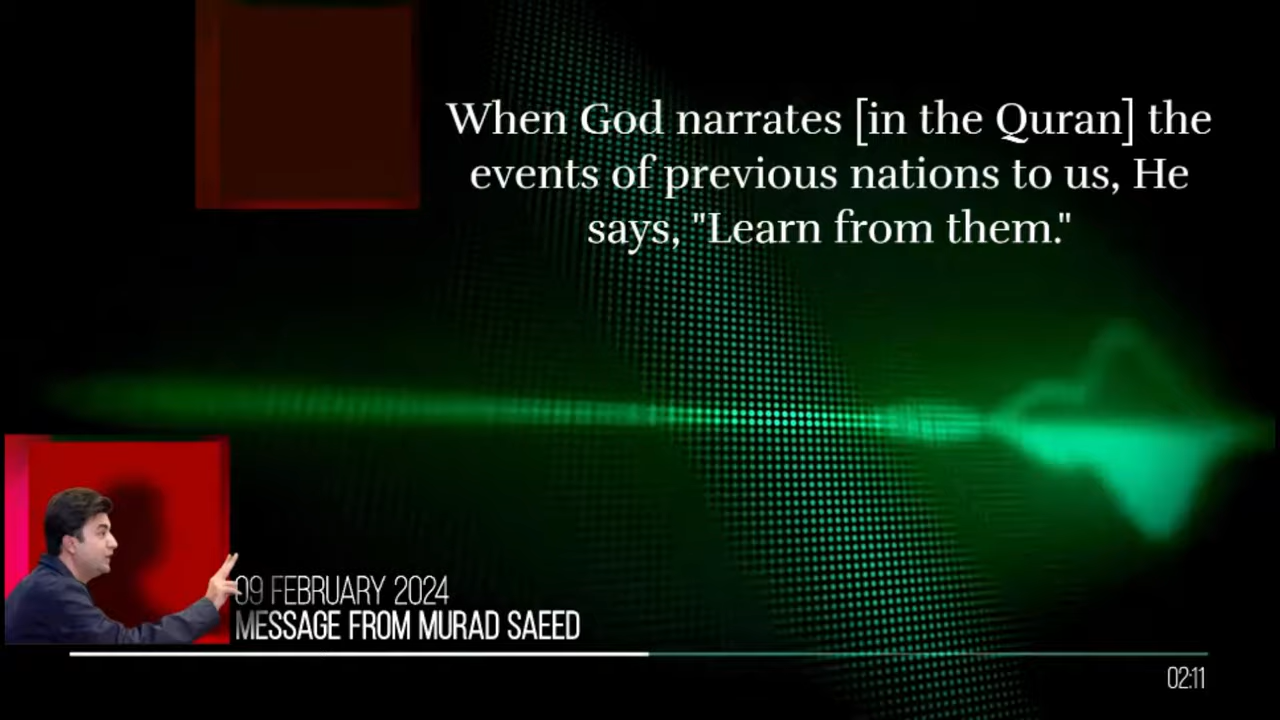 When God narrates [in the Quran] the
events of previous nations to us, He
says, "Learn from them."
09 FEBRUARY 2024
MESSAGE FROM MURAD SAEED
02:11